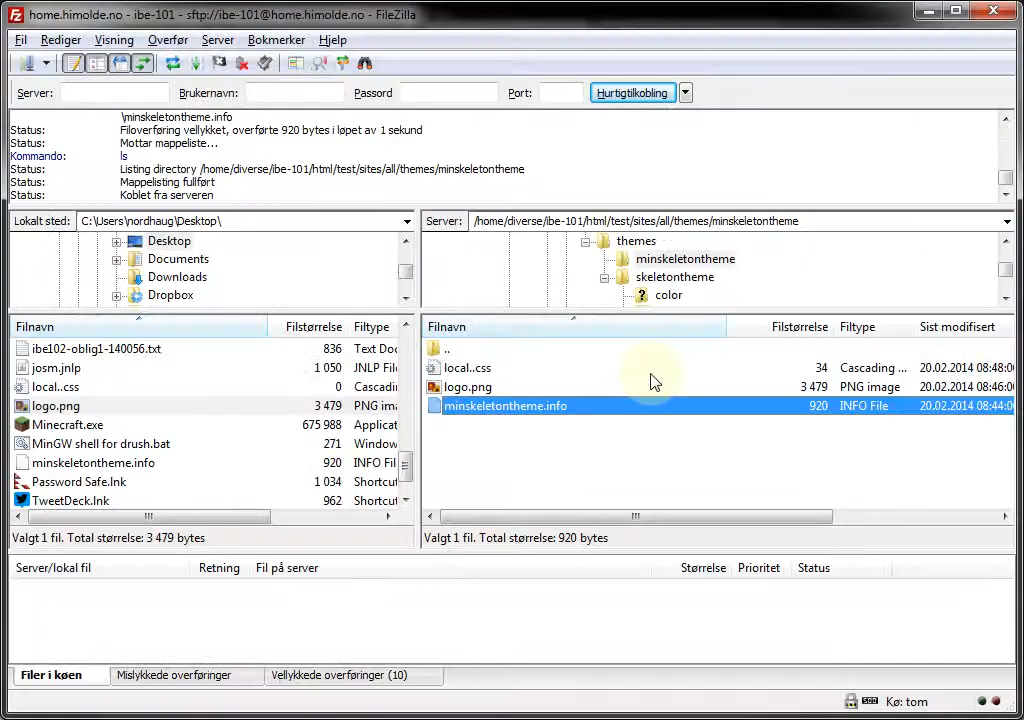 home.himolde.no - ibe-101 - sftp://ibe-101@home.himolde.no - FileZilla
Fil Rediger Visning Overfør Server Bokmerker Hjelp
Server: Brukernavn: Passord Port: Hurtigtilkobling
\minskeletontheme.info
Status: Filoverføring vellykket, overførte 920 bytes i løpet av 1 sekund
Status: Mottar mappeliste...
Kommando: ls
Status: Listing directory /home/diverse/ibe-101/html/test/sites/all/themes/minskeletontheme
Status: Mappelisting fullført
Status: Koblet fra serveren
Lokalt sted: C:\Users\nordhaug\Desktop\
Desktop
Documents
Downloads
Dropbox
Server: /home/diverse/ibe-101/html/test/sites/all/themes/minskeletontheme
themes
minskeletontheme
skeletontheme
color
Filnavn Filstørrelse Filtype
ibe102-oblig1-140056.txt 836 Text Doc
josm.jnlp 1 050 JNLP Fil
local..css 0 Cascadi
logo.png 3 479 PNG im
Minecraft.exe 675 988 Applicat
MinGW shell for drush.bat 271 Window
minskeletontheme.info 920 INFO Fil
Password Safe.lnk 1 034 Shortcut
TweetDeck.lnk 962 Shortcut
Valgt 1 fil. Total størrelse: 3 479 bytes
Filnavn Filstørrelse Filtype Sist modifisert
..
local..css 34 Cascading ... 20.02.2014 08:48:0
logo.png 3 479 PNG image 20.02.2014 08:46:0
minskeletontheme.info 920 INFO File 20.02.2014 08:44:0
Valgt 1 fil. Total størrelse: 920 bytes
Server/lokal fil Retning Fil på server Størrelse Prioritet Status
Filer i køen Mislykkede overføringer Vellykkede overføringer (10)
Kø: tom